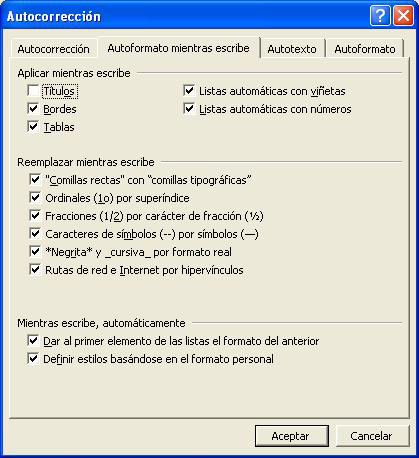 Autocorrección
Autocorrección Autoformato mientras escribe Autotexto Autoformato
Aplicar mientras escribe
Títulos Listas automáticas con viñetas
Bordes Listas automáticas con números
Tablas
Reemplazar mientras escribe
"Comillas rectas" con “comillas tipográficas”
Ordinales (1o) por superíndice
Fracciones (1/2) por carácter de fracción (½)
Caracteres de símbolos (--) por símbolos (—)
*Negrita* y _cursiva_ por formato real
Rutas de red e Internet por hipervínculos
Mientras escribe, automáticamente
Dar al primer elemento de las listas el formato del anterior
Definir estilos basándose en el formato personal
Aceptar Cancelar